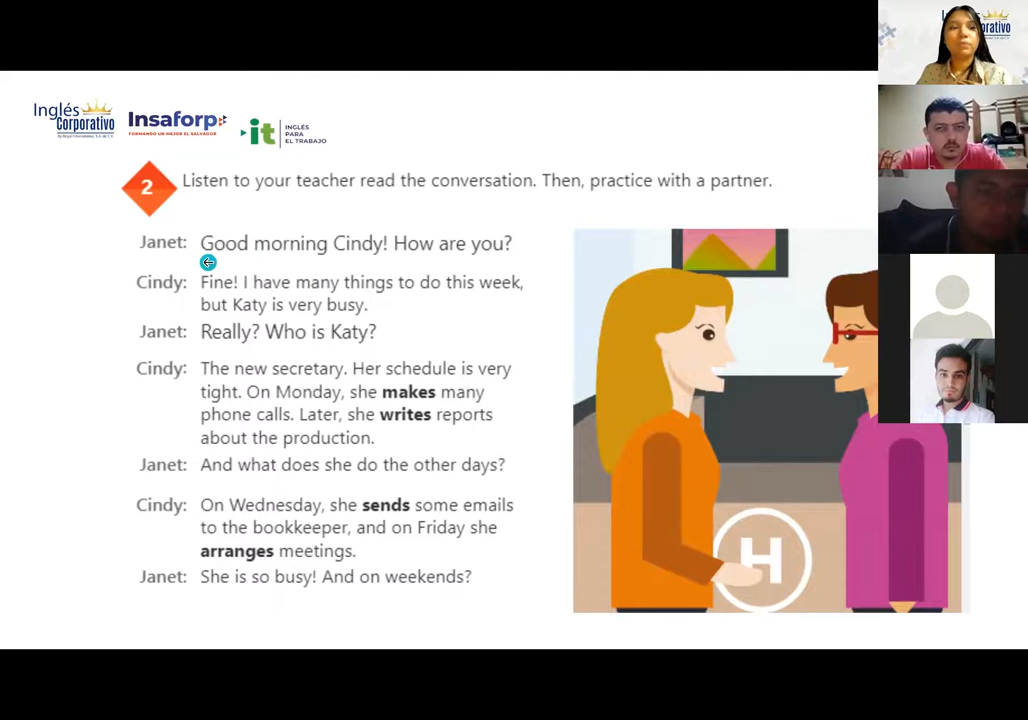 Inglés
Corporativo
Insaforp
FORMANDO UN MEJOR EL SALVADOR
it
INGLÉS
PARA
EL TRABAJO
2
Listen to your teacher read the conversation. Then, practice with a partner.
Janet: Good morning Cindy! How are you?
Cindy: Fine! I have many things to do this week,
but Katy is very busy.
Janet: Really? Who is Katy?
Cindy: The new secretary. Her schedule is very
tight. On Monday, she makes many
phone calls. Later, she writes reports
about the production.
Janet: And what does she do the other days?
Cindy: On Wednesday, she sends some emails
to the bookkeeper, and on Friday she
arranges meetings.
Janet: She is so busy! And on weekends?
H